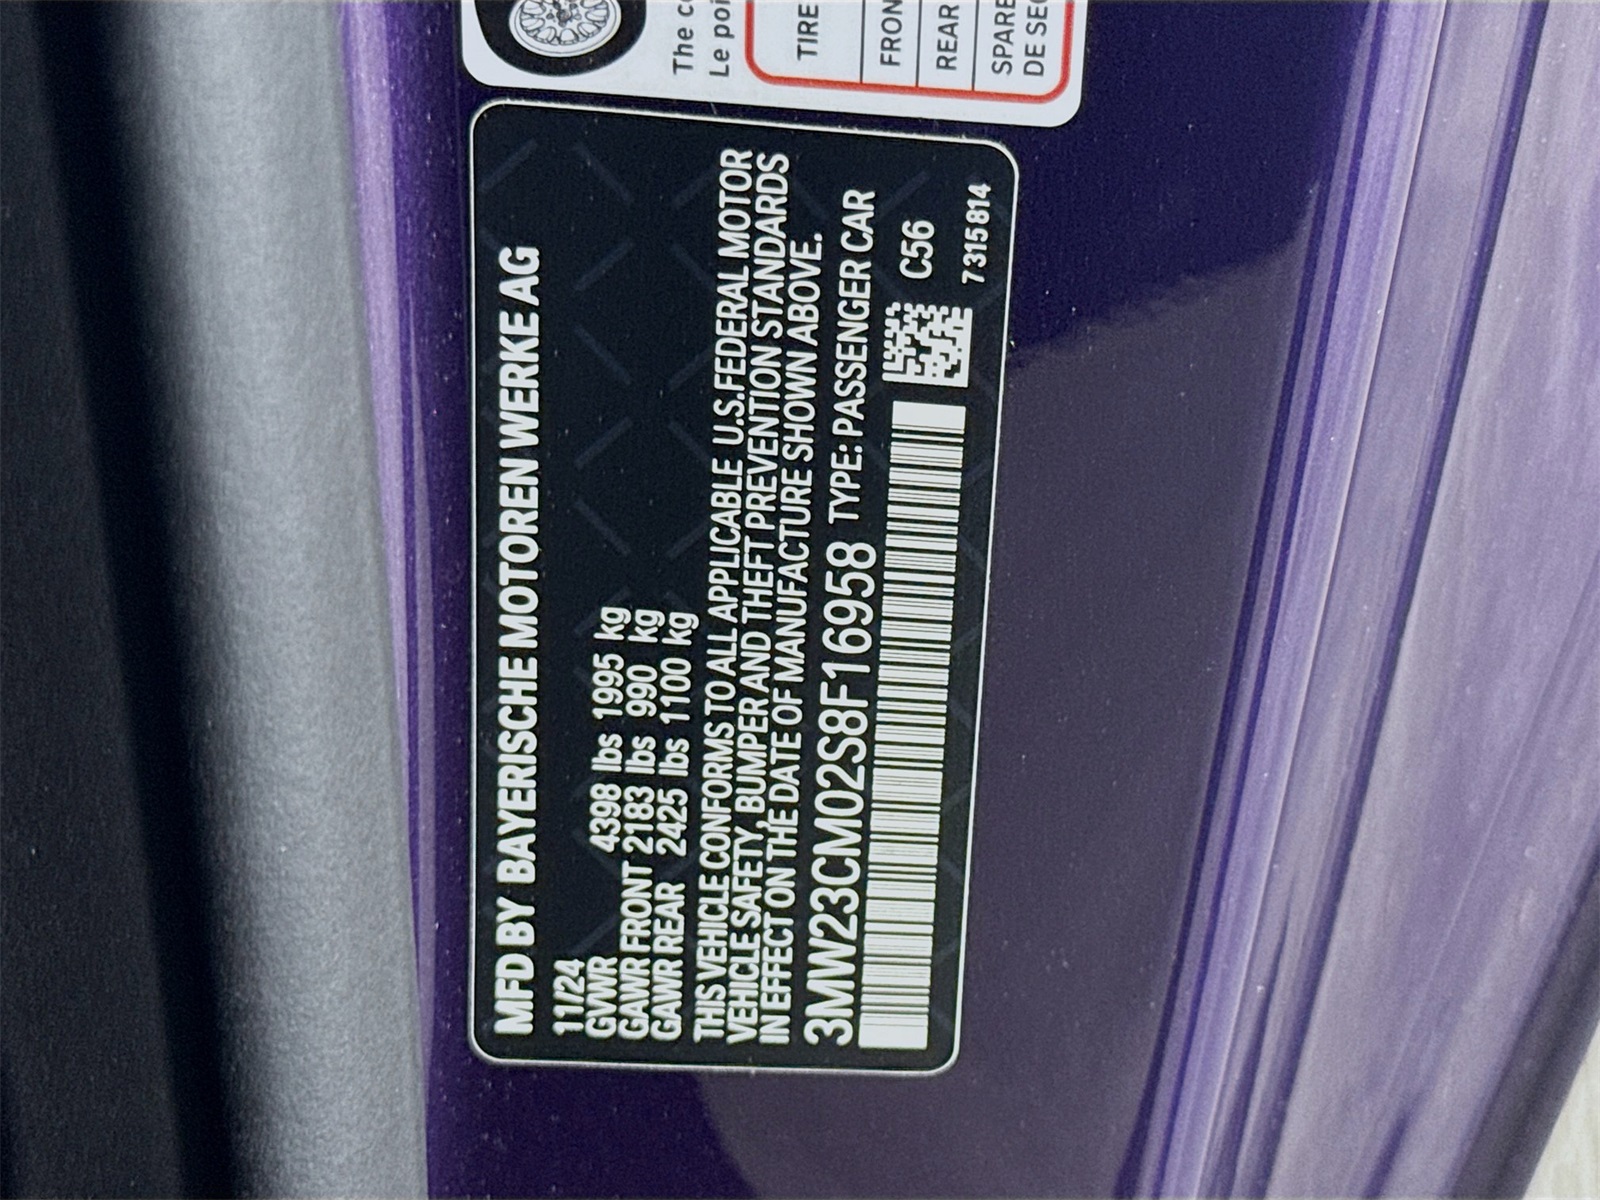 The
Le
TIRE
FRON
REAR
SPARE
DE SEC
MFD BY BAYERISCHE MOTOREN WERKE AG
11/24
GVWR 4398 lbs 1995 kg
GAWR FRONT 2183 lbs 990 kg
GAWR REAR 2425 lbs 1100 kg
THIS VEHICLE CONFORMS TO ALL APPLICABLE U.S.FEDERAL MOTOR
VEHICLE SAFETY, BUMPER AND THEFT PREVENTION STANDARDS
IN EFFECT ON THE DATE OF MANUFACTURE SHOWN ABOVE.
3MW23CM02S8F16958 TYPE: PASSENGER CAR
C56
7315814